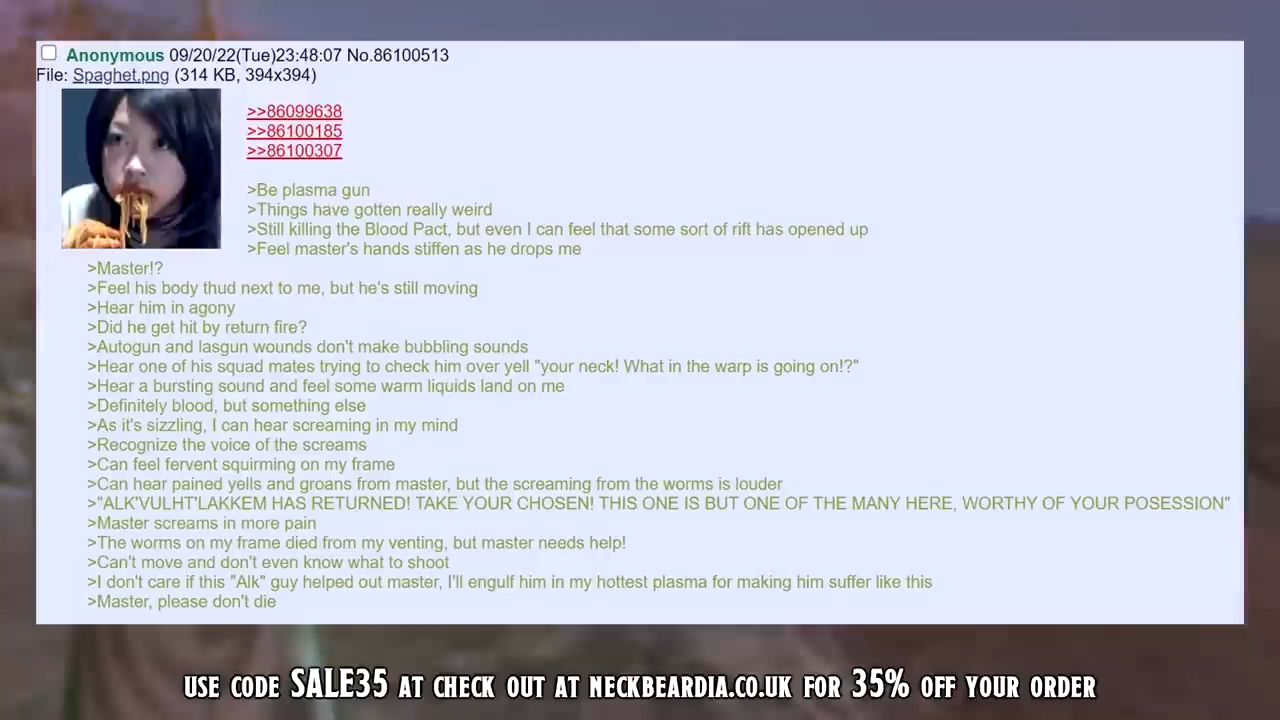 Anonymous 09/20/22(Tue)23:48:07 No.86100513
File: Spaghet.png (314 KB, 394x394)
>>86099638
>>86100185
>>86100307
>Be plasma gun
>Things have gotten really weird
>Still killing the Blood Pact, but even I can feel that some sort of rift has opened up
>Feel master's hands stiffen as he drops me
>Master!?
>Feel his body thud next to me, but he's still moving
>Hear him in agony
>Did he get hit by return fire?
>Autogun and lasgun wounds don't make bubbling sounds
>Hear one of his squad mates trying to check him over yell "your neck! What in the warp is going on!?"
>Hear a bursting sound and feel some warm liquids land on me
>Definitely blood, but something else
>As it's sizzling, I can hear screaming in my mind
>Recognize the voice of the screams
>Can feel fervent squirming on my frame
>Can hear pained yells and groans from master, but the screaming from the worms is louder
>"ALK'VULHT'LAKKEM HAS RETURNED! TAKE YOUR CHOSEN! THIS ONE IS BUT ONE OF THE MANY HERE, WORTHY OF YOUR POSESSION"
>Master screams in more pain
>The worms on my frame died from my venting, but master needs help!
>Can't move and don't even know what to shoot
>I don't care if this "Alk" guy helped out master, I'll engulf him in my hottest plasma for making him suffer like this
>Master, please don't die
USE CODE SALE35 AT CHECK OUT AT NECKBEARDIA.CO.UK FOR 35% OFF YOUR ORDER